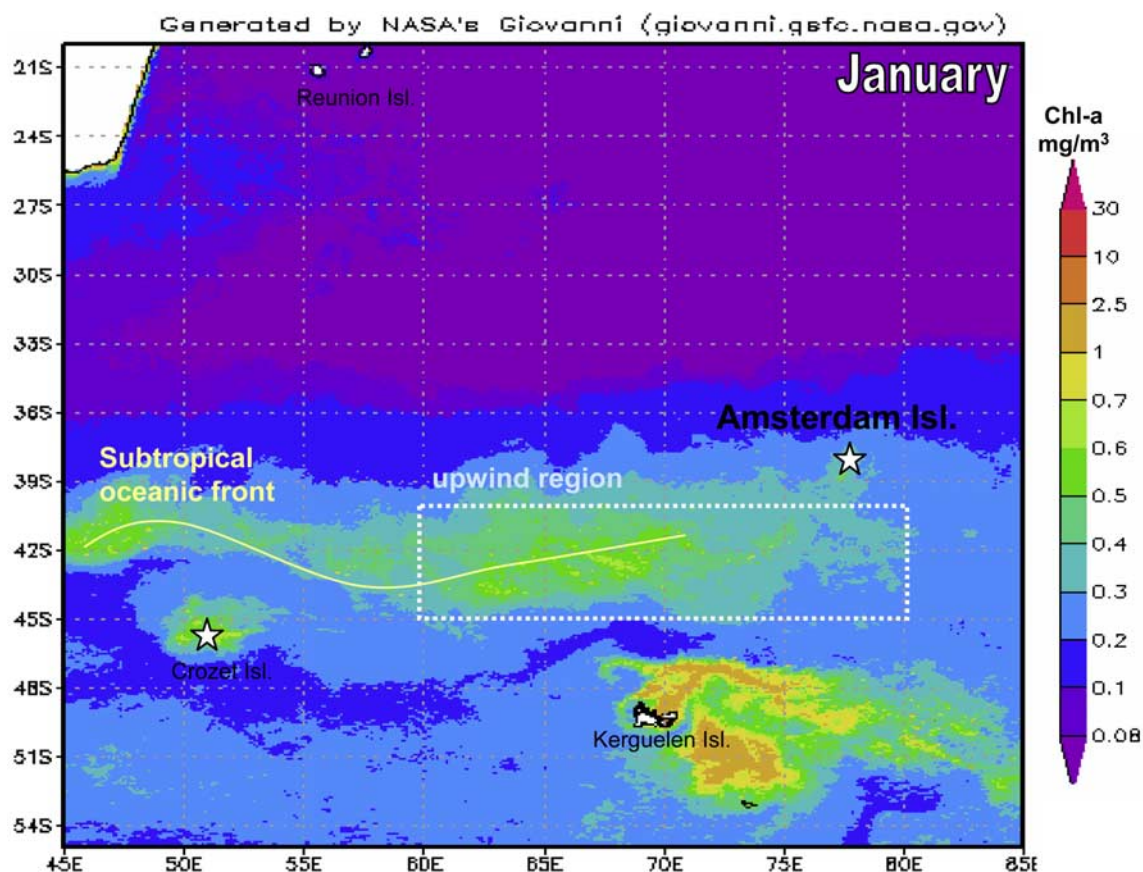 Generated by NASA's Giovanni (giovanni.gsfc.nasa.gov)
January
Reunion Isl.
Chl-a
mg/m³
21S
24S
27S
30S
33S
36S
39S
42S
45S
48S
51S
54S
30
10
2.5
1
0.7
0.6
0.5
0.4
0.3
0.2
0.1
0.08
Amsterdam Isl.
Subtropical
oceanic front
upwind region
Crozet Isl.
Kerguelen Isl.
45E
50E
55E
60E
65E
70E
75E
80E
85E